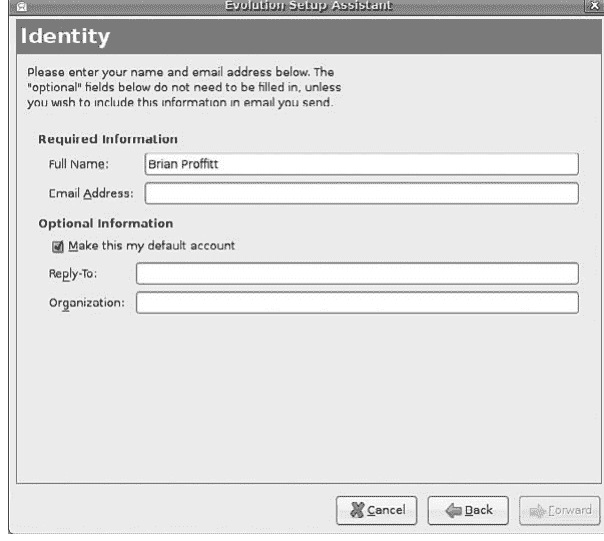 Evolution Setup Assistant
Identity
Please enter your name and email address below. The
"optional" fields below do not need to be filled in, unless
you wish to include this information in email you send.
Required Information
Full Name: Brian Proffitt
Email Address:
Optional Information
Make this my default account
Reply-To:
Organization:
Cancel Back Forward